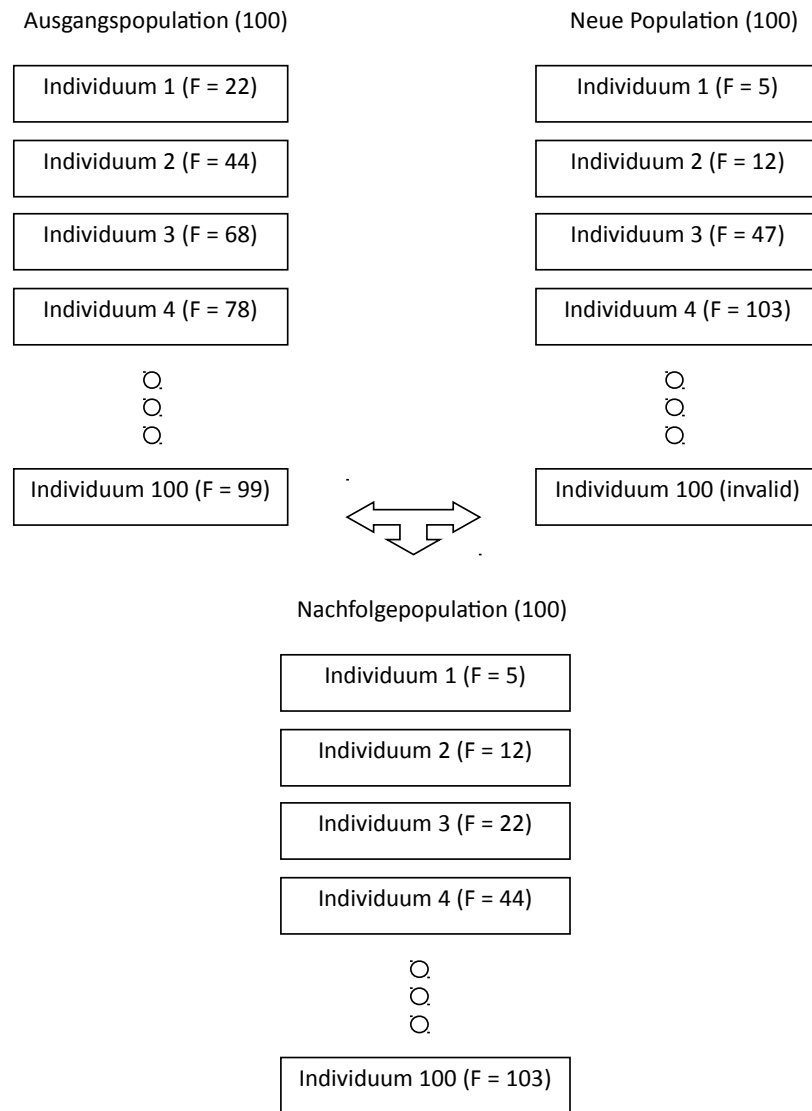 Ausgangspopulation (100)
Individuum 1 (F = 22)
Individuum 2 (F = 44)
Individuum 3 (F = 68)
Individuum 4 (F = 78)
Individuum 100 (F = 99)
Neue Population (100)
Individuum 1 (F = 5)
Individuum 2 (F = 12)
Individuum 3 (F = 47)
Individuum 4 (F = 103)
Individuum 100 (invalid)
Nachfolgepopulation (100)
Individuum 1 (F = 5)
Individuum 2 (F = 12)
Individuum 3 (F = 22)
Individuum 4 (F = 44)
Individuum 100 (F = 103)